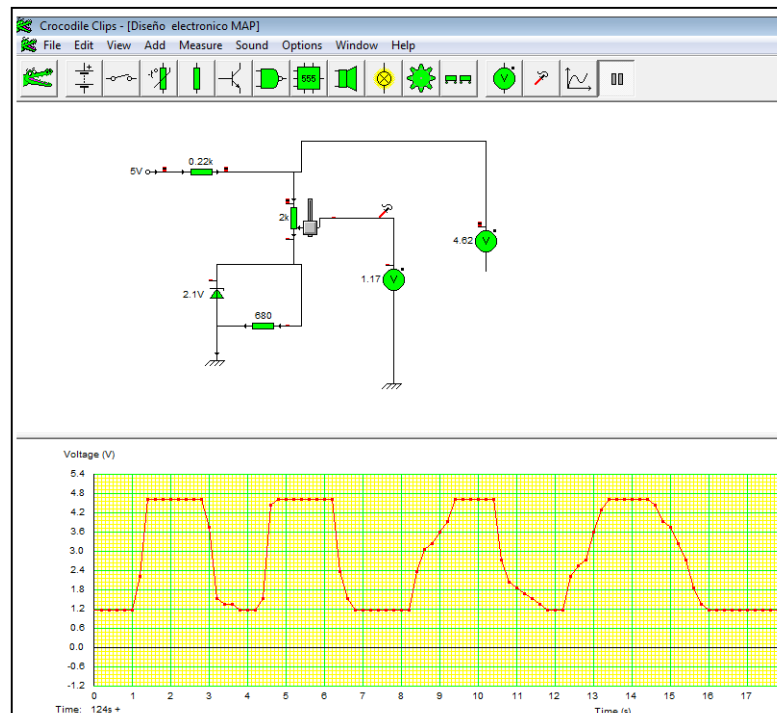 Crocodile Clips - [Diseño electronico MAP]
File Edit View Add Measure Sound Options Window Help
-t° 555 V
0.22k
5V
2k
4.62 V
1.17 V
2.1V
680
Voltage (V)
5.4
4.8
4.2
3.6
3.0
2.4
1.8
1.2
0.6
0.0
-0.6
-1.2
0 1 2 3 4 5 6 7 8 9 10 11 12 13 14 15 16 17
Time: 124s + Time (s)